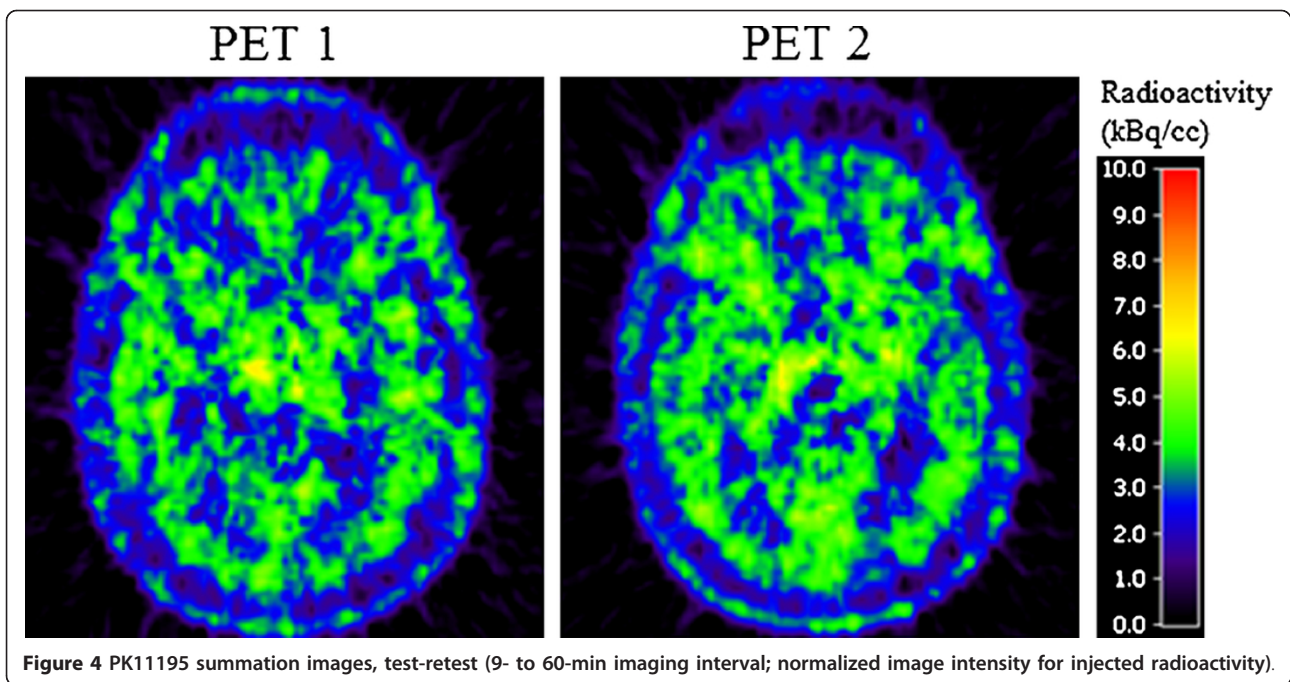 PET 1
PET 2
Radioactivity
(kBq/cc)
10.0
9.0
8.0
7.0
6.0
5.0
4.0
3.0
2.0
1.0
0.0
Figure 4 PK11195 summation images, test-retest (9- to 60-min imaging interval; normalized image intensity for injected radioactivity).